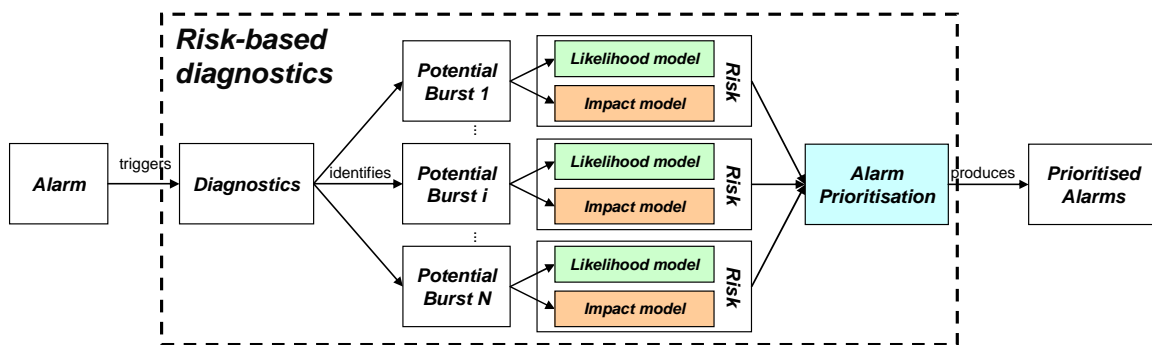 Risk-based
diagnostics
Alarm
triggers
Diagnostics
identifies
Potential
Burst 1
...
Potential
Burst i
...
Potential
Burst N
Likelihood model
Impact model
Risk
Likelihood model
Impact model
Risk
Likelihood model
Impact model
Risk
Alarm
Prioritisation
produces
Prioritised
Alarms